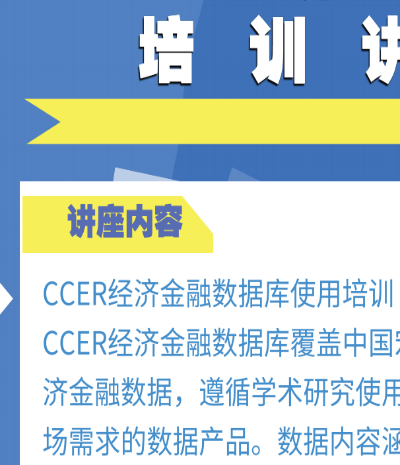 培训讲
讲座内容
CCER经济金融数据库使用培训
CCER经济金融数据库覆盖中国
济金融数据，遵循学术研究使用
场需求的数据产品。数据内容涵